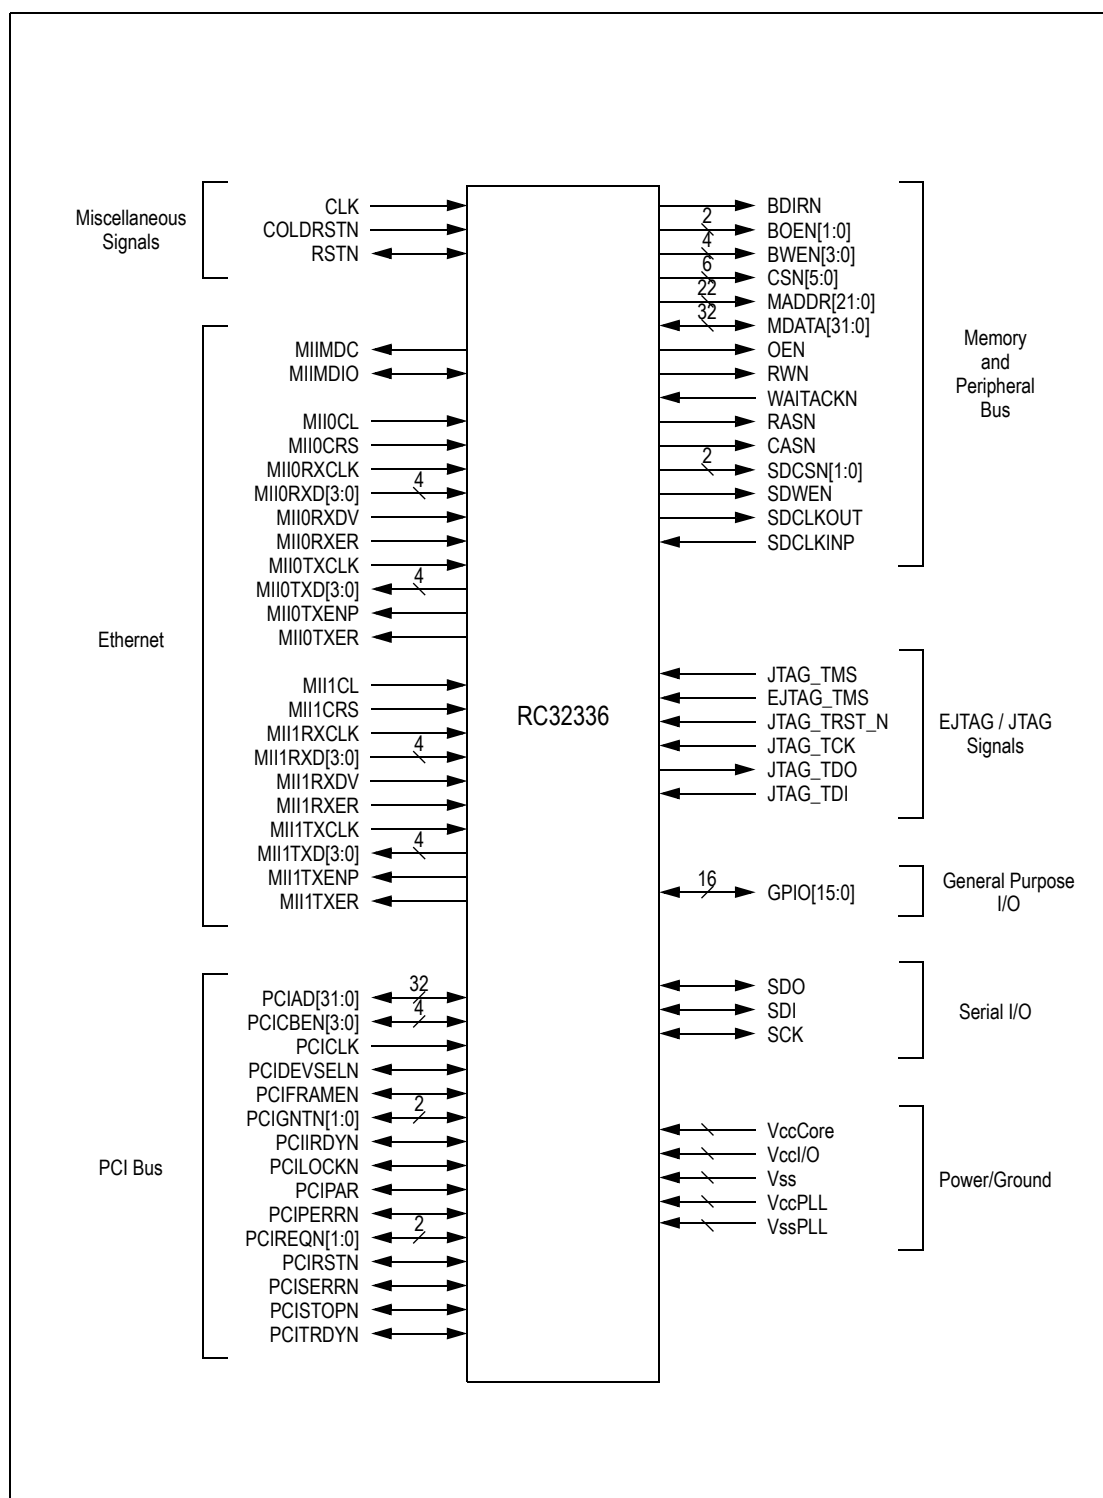 Miscellaneous
Signals
CLK
COLDRSTN
RSTN
Ethernet
MIIMDC
MIIMDIO
MII0CL
MII0CRS
MII0RXCLK
MII0RXD[3:0]
4
MII0RXDV
MII0RXER
MII0TXCLK
MII0TXD[3:0]
4
MII0TXENP
MII0TXER
MII1CL
MII1CRS
MII1RXCLK
MII1RXD[3:0]
4
MII1RXDV
MII1RXER
MII1TXCLK
MII1TXD[3:0]
4
MII1TXENP
MII1TXER
PCI Bus
PCIAD[31:0]
32
PCICBEN[3:0]
4
PCICLK
PCIDEVSELN
PCIFRAMEN
PCIGNTN[1:0]
2
PCIIRDYN
PCILOCKN
PCIPAR
PCIPERRN
PCIREQN[1:0]
2
PCIRSTN
PCISERRN
PCISTOPN
PCITRDYN
RC32336
BDIRN
2
BOEN[1:0]
4
BWEN[3:0]
6
CSN[5:0]
22
MADDR[21:0]
32
MDATA[31:0]
OEN
RWN
WAITACKN
RASN
CASN
2
SDCSN[1:0]
SDWEN
SDCLKOUT
SDCLKINP
Memory
and
Peripheral
Bus
JTAG_TMS
EJTAG_TMS
JTAG_TRST_N
JTAG_TCK
JTAG_TDO
JTAG_TDI
EJTAG / JTAG
Signals
16
GPIO[15:0]
General Purpose
I/O
SDO
SDI
SCK
Serial I/O
VccCore
VccI/O
Vss
VccPLL
VssPLL
Power/Ground